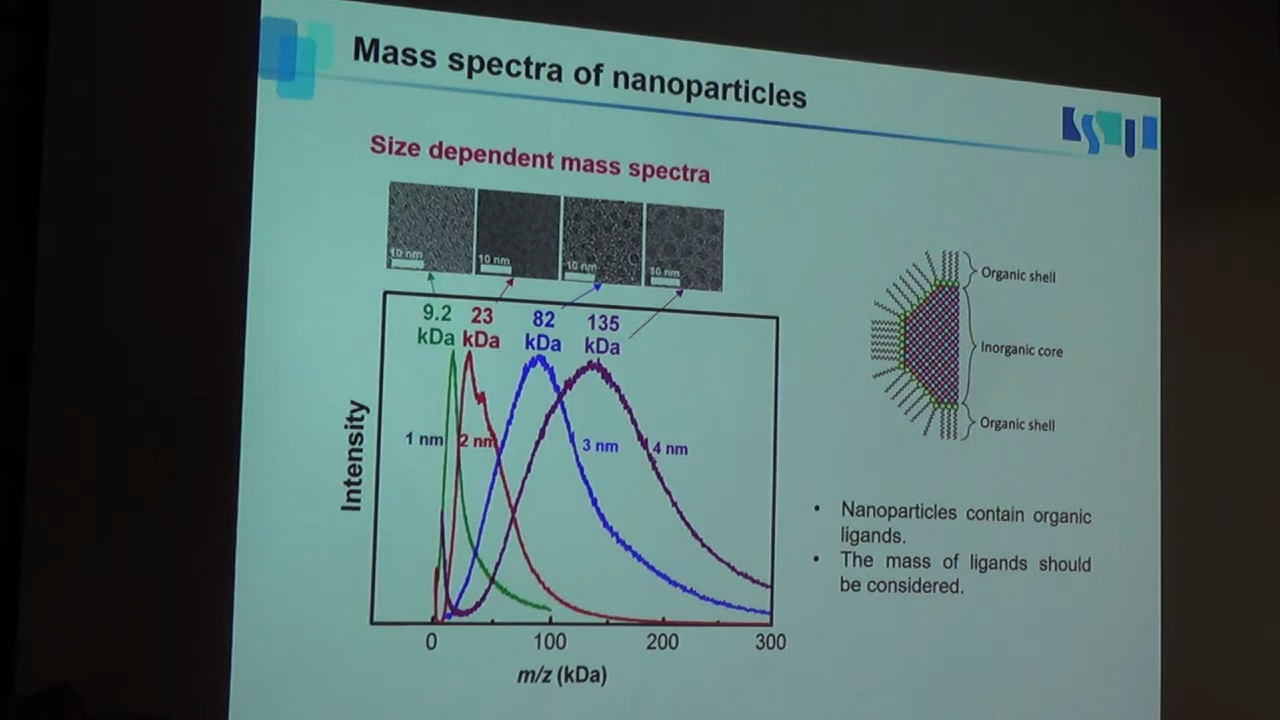 Mass spectra of nanoparticles
Size dependent mass spectra
10 nm
10 nm
10 nm
10 nm
9.2
kDa
23
kDa
82
kDa
135
kDa
1 nm
2 nm
3 nm
4 nm
Intensity
0
100
200
300
m/z (kDa)
Organic shell
Inorganic core
Organic shell
• Nanoparticles contain organic
ligands.
• The mass of ligands should
be considered.